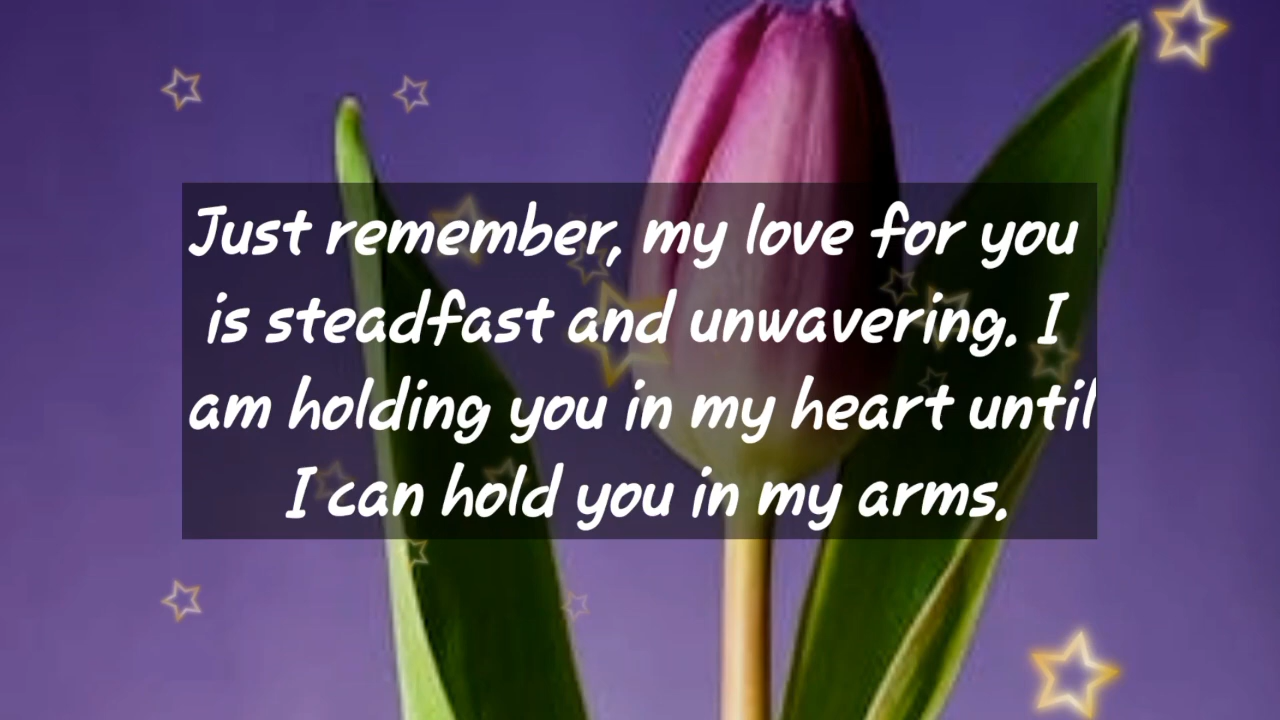 Just remember, my love for you
is steadfast and unwavering. I
am holding you in my heart until
I can hold you in my arms.